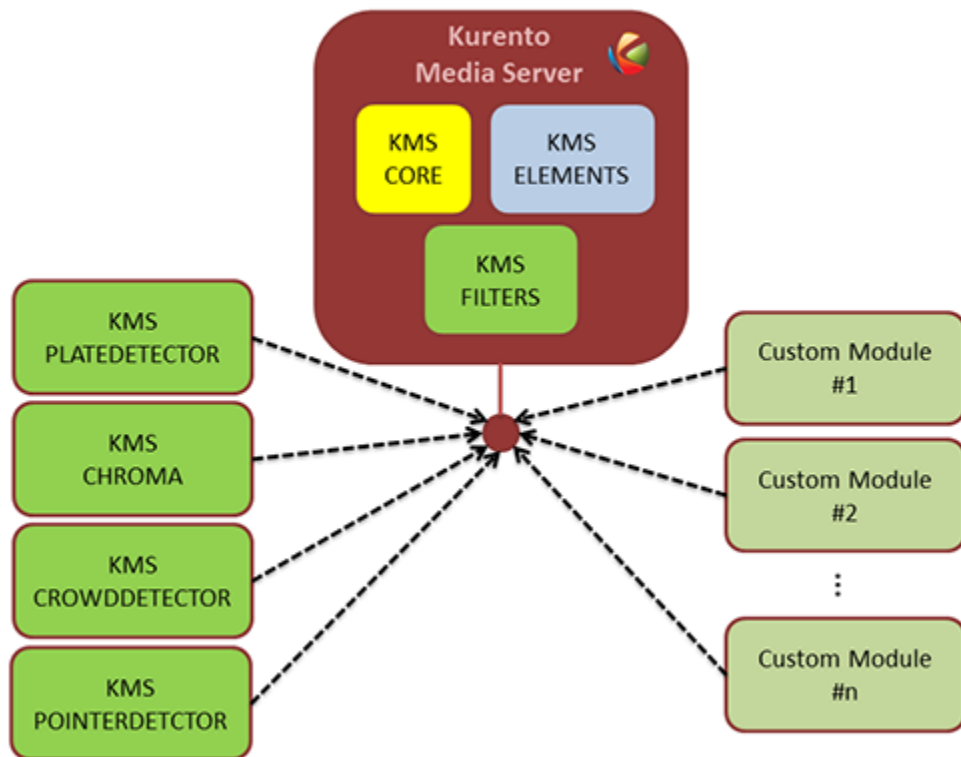 Kurento
Media Server
KMS
CORE
KMS
ELEMENTS
KMS
FILTERS
KMS
PLATEDETECTOR
KMS
CHROMA
KMS
CROWDDETECTOR
KMS
POINTERDETCTOR
Custom Module
#1
Custom Module
#2
...
Custom Module
#n